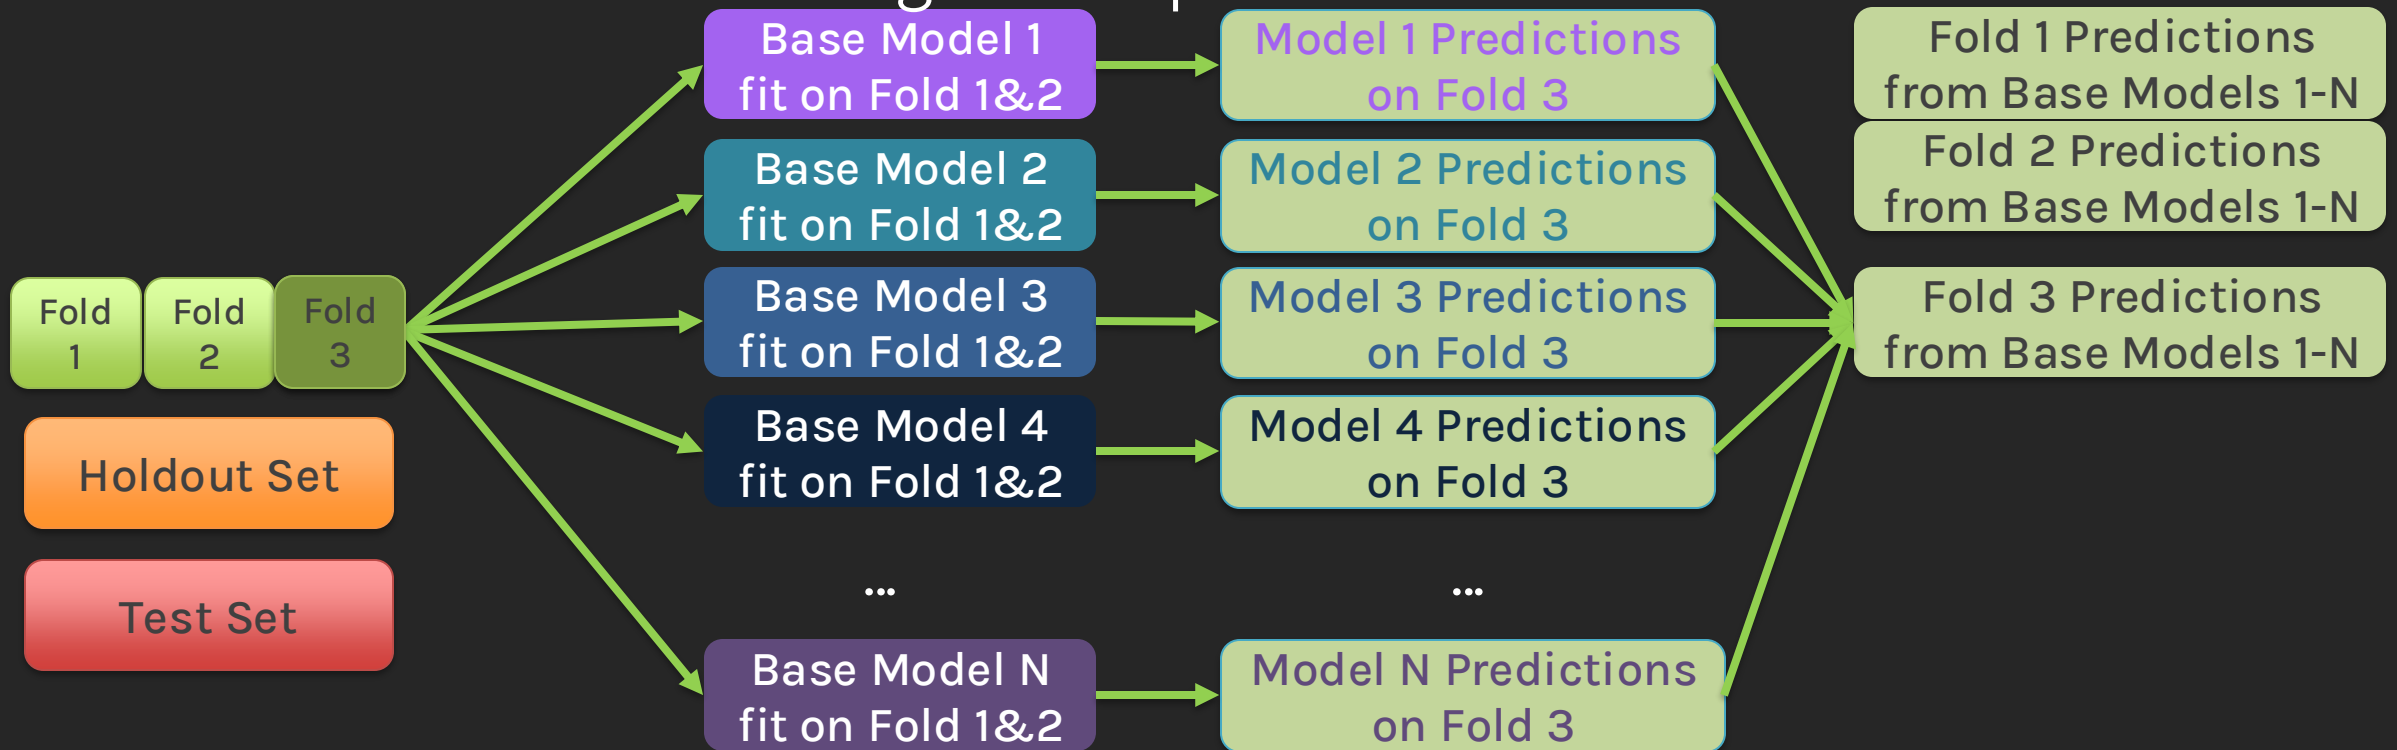 Base Model 1
fit on Fold 1&2
Model 1 Predictions
on Fold 3
Fold 1 Predictions
from Base Models 1-N
Base Model 2
fit on Fold 1&2
Model 2 Predictions
on Fold 3
Fold 2 Predictions
from Base Models 1-N
Fold
1
Fold
2
Fold
3
Base Model 3
fit on Fold 1&2
Model 3 Predictions
on Fold 3
Fold 3 Predictions
from Base Models 1-N
Holdout Set
Base Model 4
fit on Fold 1&2
Model 4 Predictions
on Fold 3
Test Set
...
...
Base Model N
fit on Fold 1&2
Model N Predictions
on Fold 3